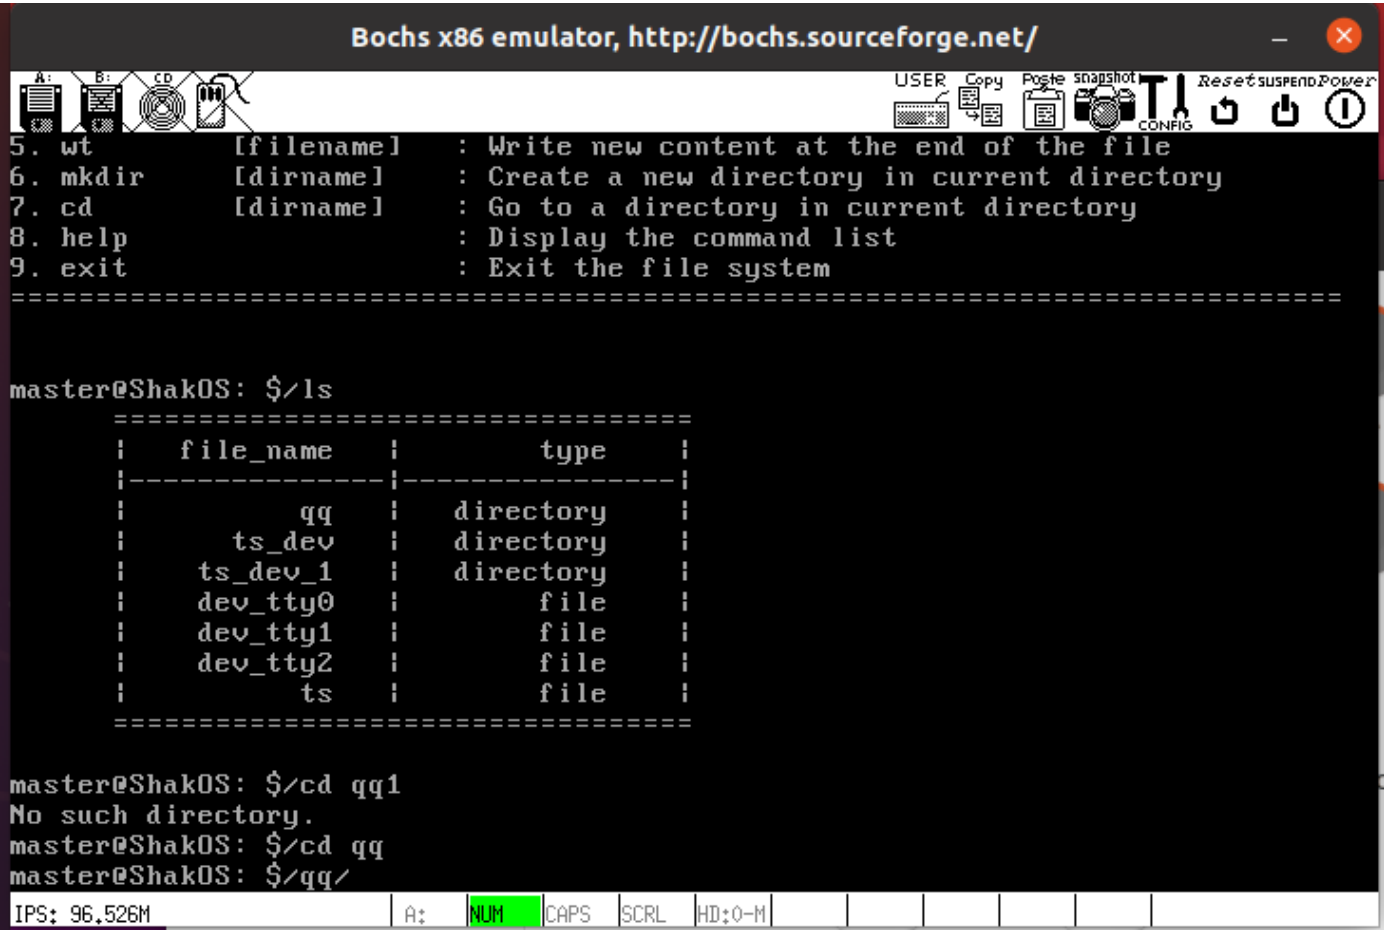 Bochs x86 emulator, http://bochs.sourceforge.net/
A: B: CD USER Copy Paste snapshot CONFIG Reset SUSPEND Power
5. wt [filename] : Write new content at the end of the file
6. mkdir [dirname] : Create a new directory in current directory
7. cd [dirname] : Go to a directory in current directory
8. help : Display the command list
9. exit : Exit the file system
==============================================================================
master@ShakOS: $/ls
==================================
| file_name | type |
|---------------|----------------|
| qq | directory |
| ts_dev | directory |
| ts_dev_1 | directory |
| dev_tty0 | file |
| dev_tty1 | file |
| dev_tty2 | file |
| ts | file |
==================================
master@ShakOS: $/cd qq1
No such directory.
master@ShakOS: $/cd qq
master@ShakOS: $/qq/
IPS: 96.526M A: NUM CAPS SCRL HD:0-M